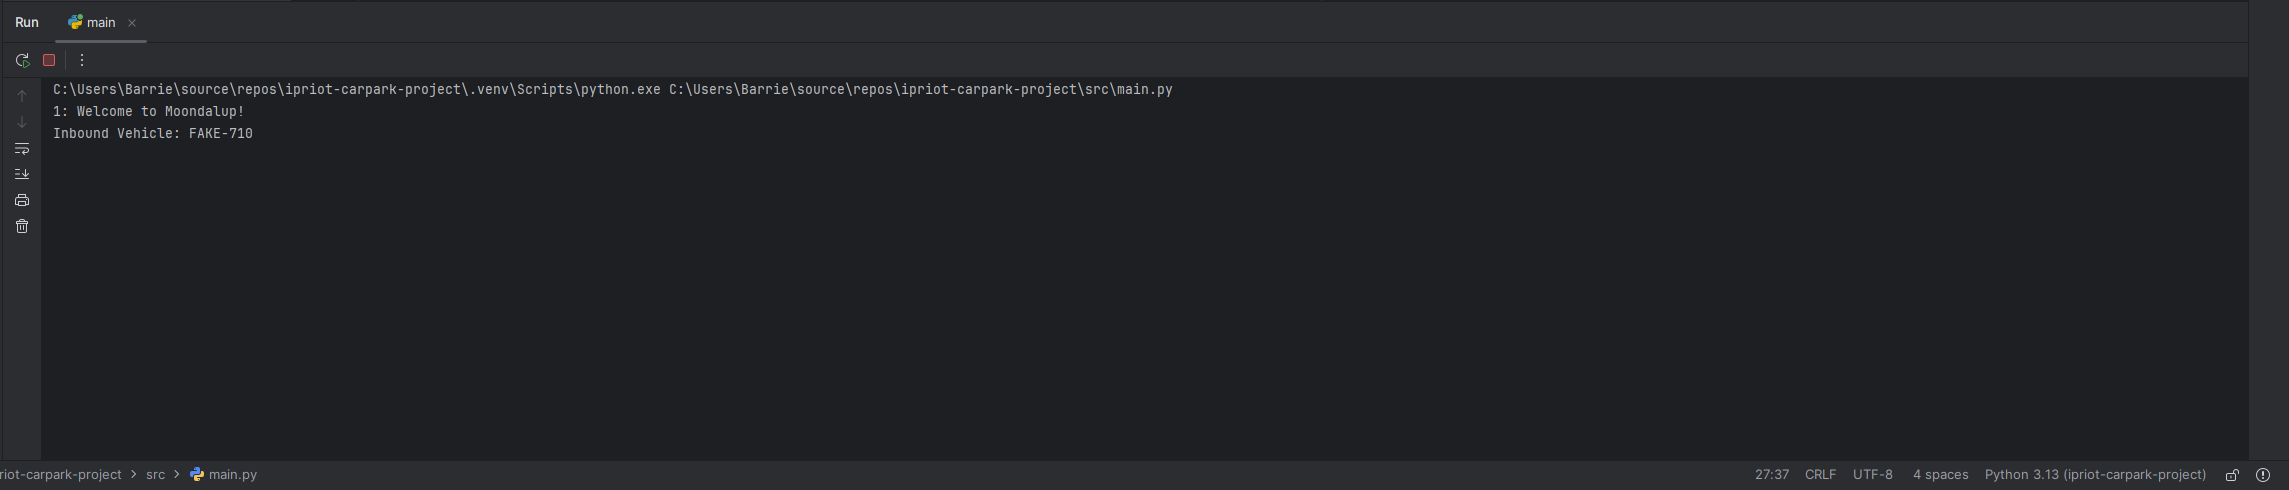 Run main
C:\Users\Barrie\source\repos\ipriot-carpark-project\.venv\Scripts\python.exe C:\Users\Barrie\source\repos\ipriot-carpark-project\src\main.py
1: Welcome to Moondalup!
Inbound Vehicle: FAKE-710
riot-carpark-project > src > main.py 27:37 CRLF UTF-8 4 spaces Python 3.13 (ipriot-carpark-project)